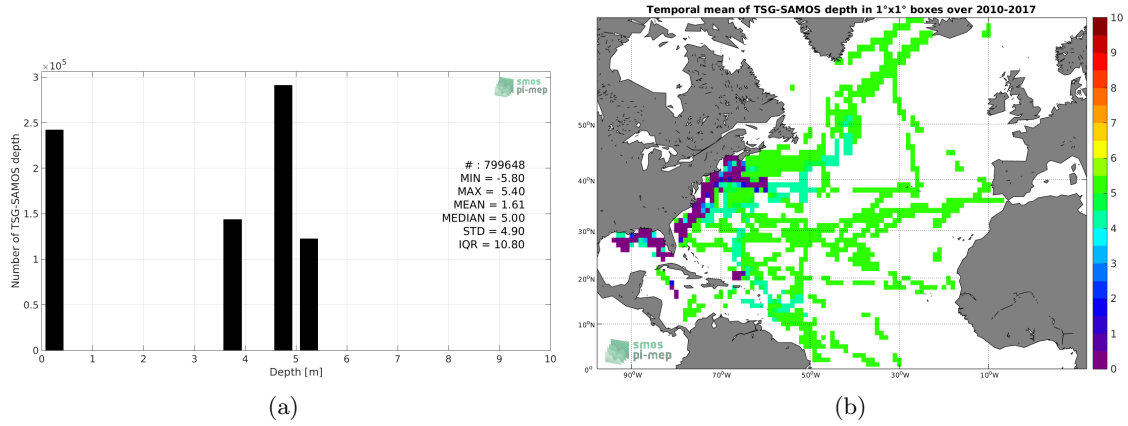 ×10⁵
3
2.5
2
1.5
1
0.5
0
0 1 2 3 4 5 6 7 8 9 10
Number of TSG-SAMOS depth
Depth [m]
smos
pi-mep
# : 799648
MIN = -5.80
MAX = 5.40
MEAN = 1.61
MEDIAN = 5.00
STD = 4.90
IQR = 10.80
(a)
Temporal mean of TSG-SAMOS depth in 1°x1° boxes over 2010-2017
50°N
40°N
30°N
20°N
10°N
0°
90°W 70°W 50°W 30°W 10°W
smos
pi-mep
10
9
8
7
6
5
4
3
2
1
0
(b)